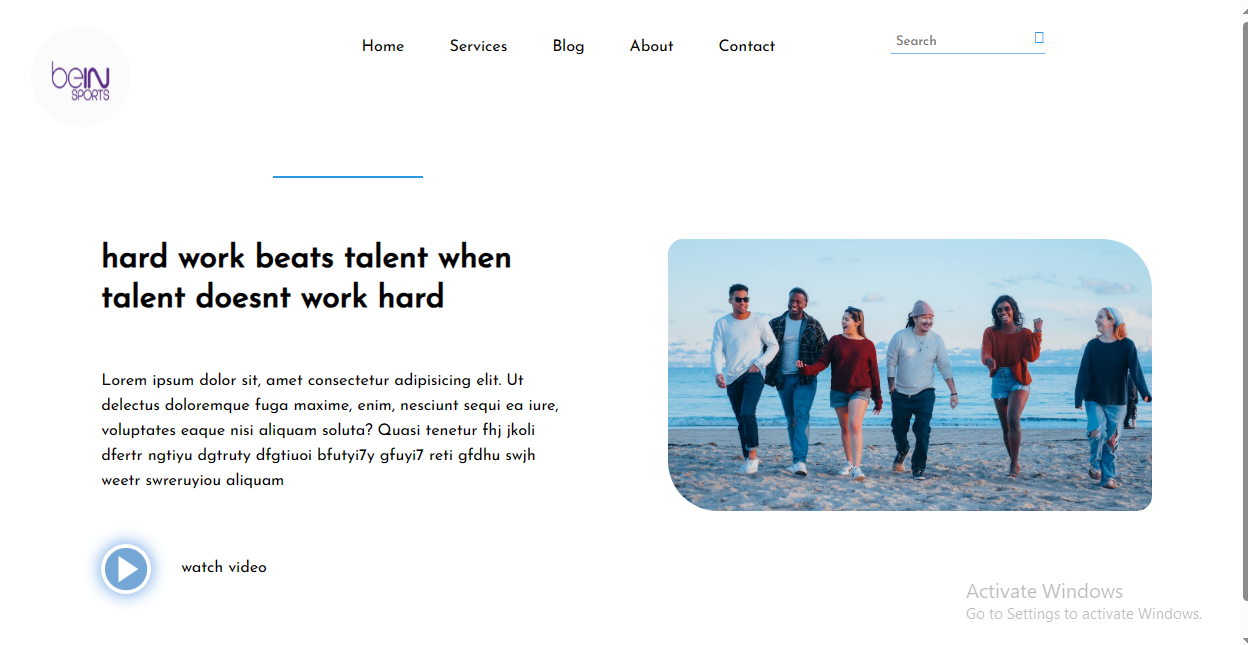 beIN
SPORTS
Home Services Blog About Contact
Search
hard work beats talent when
talent doesnt work hard
Lorem ipsum dolor sit, amet consectetur adipisicing elit. Ut
delectus doloremque fuga maxime, enim, nesciunt sequi ea iure,
voluptates eaque nisi aliquam soluta? Quasi tenetur fhj jkoli
dfertr ngtiyu dgtruty dfgtiuoi bfutyi7y gfuyi7 reti gfdhu swjh
weetr swreruyiou aliquam
watch video
Activate Windows
Go to Settings to activate Windows.